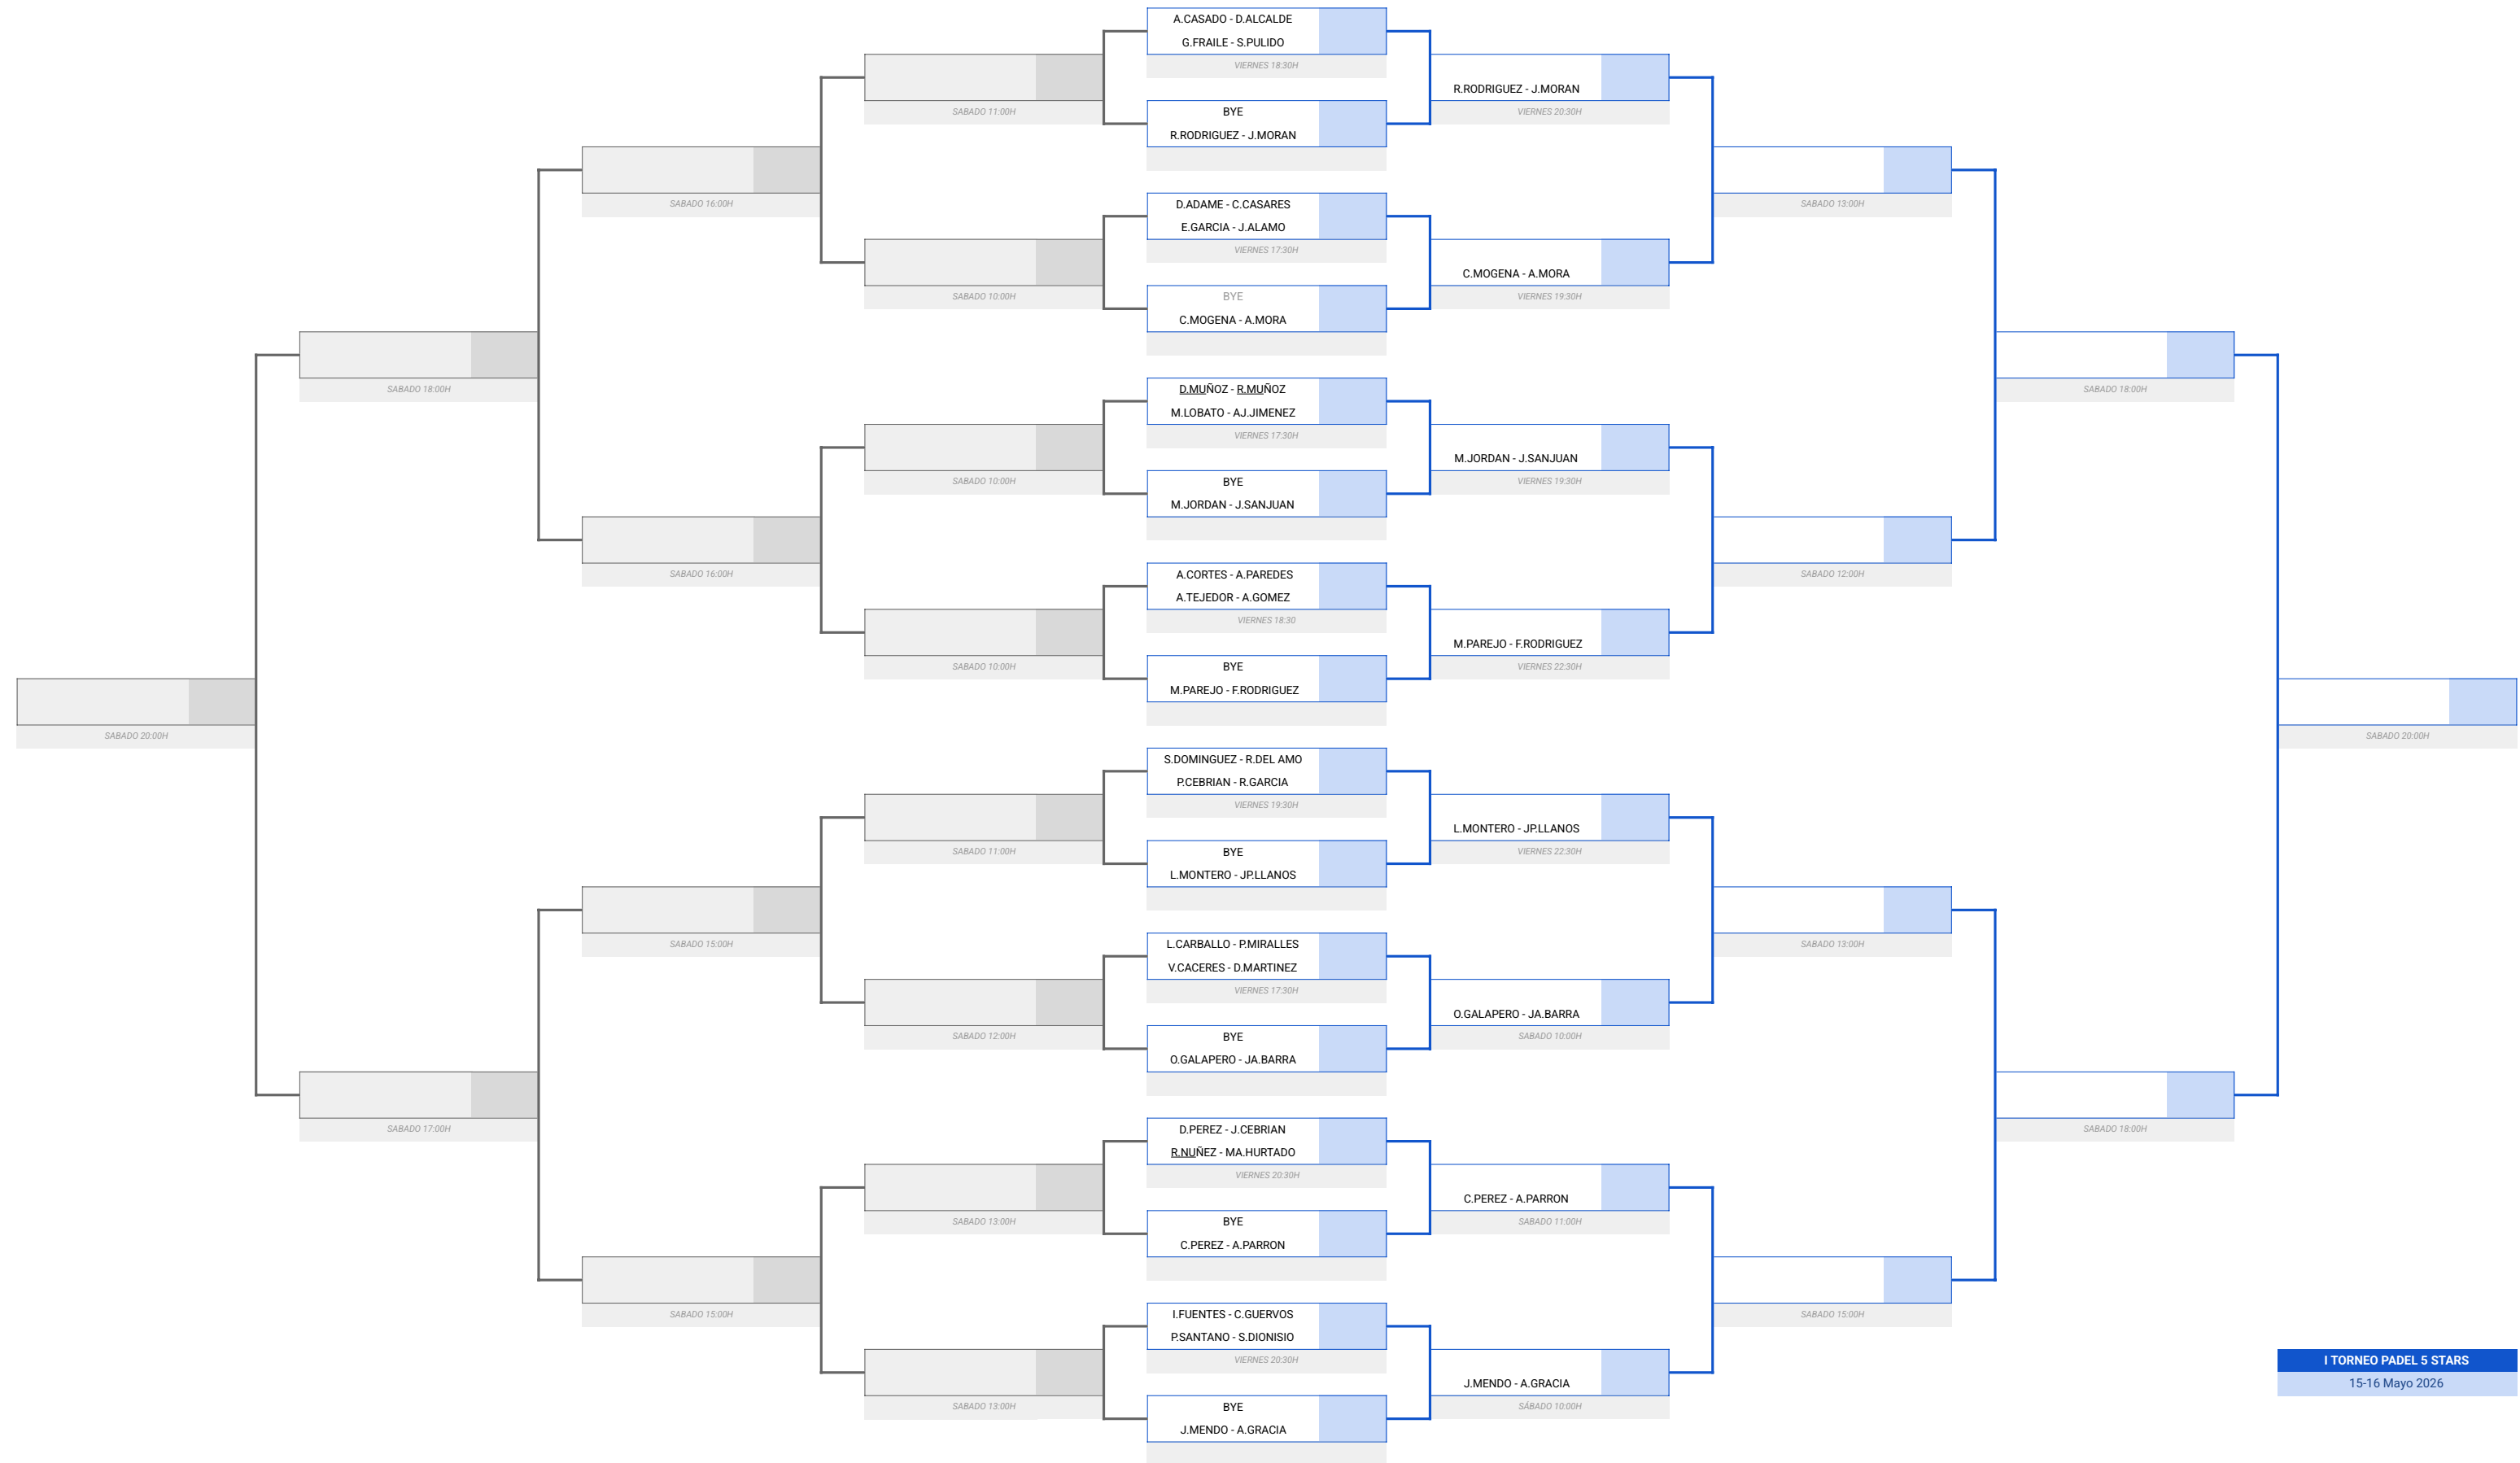 A.CASADO - D.ALCALDE
G.FRAILE - S.PULIDO
VIERNES 18:30H
R.RODRIGUEZ - J.MORAN
SABADO 11:00H
BYE
VIERNES 20:30H
R.RODRIGUEZ - J.MORAN
SABADO 16:00H
D.ADAME - C.CASARES
SABADO 13:00H
E.GARCIA - J.ALAMO
VIERNES 17:30H
C.MOGENA - A.MORA
SABADO 10:00H
BYE
VIERNES 19:30H
C.MOGENA - A.MORA
SABADO 18:00H
D.MUÑOZ - R.MUÑOZ
SABADO 18:00H
M.LOBATO - AJ.JIMENEZ
VIERNES 17:30H
M.JORDAN - J.SANJUAN
SABADO 10:00H
BYE
VIERNES 19:30H
M.JORDAN - J.SANJUAN
SABADO 16:00H
A.CORTES - A.PAREDES
SABADO 12:00H
A.TEJEDOR - A.GOMEZ
VIERNES 18:30
M.PAREJO - F.RODRIGUEZ
SABADO 10:00H
BYE
VIERNES 22:30H
M.PAREJO - F.RODRIGUEZ
SABADO 20:00H
SABADO 20:00H
S.DOMINGUEZ - R.DEL AMO
P.CEBRIAN - R.GARCIA
VIERNES 19:30H
L.MONTERO - JP.LLANOS
SABADO 11:00H
BYE
VIERNES 22:30H
L.MONTERO - JP.LLANOS
SABADO 15:00H
L.CARBALLO - P.MIRALLES
SABADO 13:00H
V.CACERES - D.MARTINEZ
VIERNES 17:30H
O.GALAPERO - JA.BARRA
SABADO 12:00H
BYE
SABADO 10:00H
O.GALAPERO - JA.BARRA
SABADO 17:00H
D.PEREZ - J.CEBRIAN
SABADO 18:00H
R.NUÑEZ - MA.HURTADO
VIERNES 20:30H
C.PEREZ - A.PARRON
SABADO 13:00H
BYE
SABADO 11:00H
C.PEREZ - A.PARRON
SABADO 15:00H
I.FUENTES - C.GUERVOS
SABADO 15:00H
P.SANTANO - S.DIONISIO
VIERNES 20:30H
I TORNEO PADEL 5 STARS
J.MENDO - A.GRACIA
15-16 Mayo 2026
SABADO 13:00H
BYE
SÁBADO 10:00H
J.MENDO - A.GRACIA